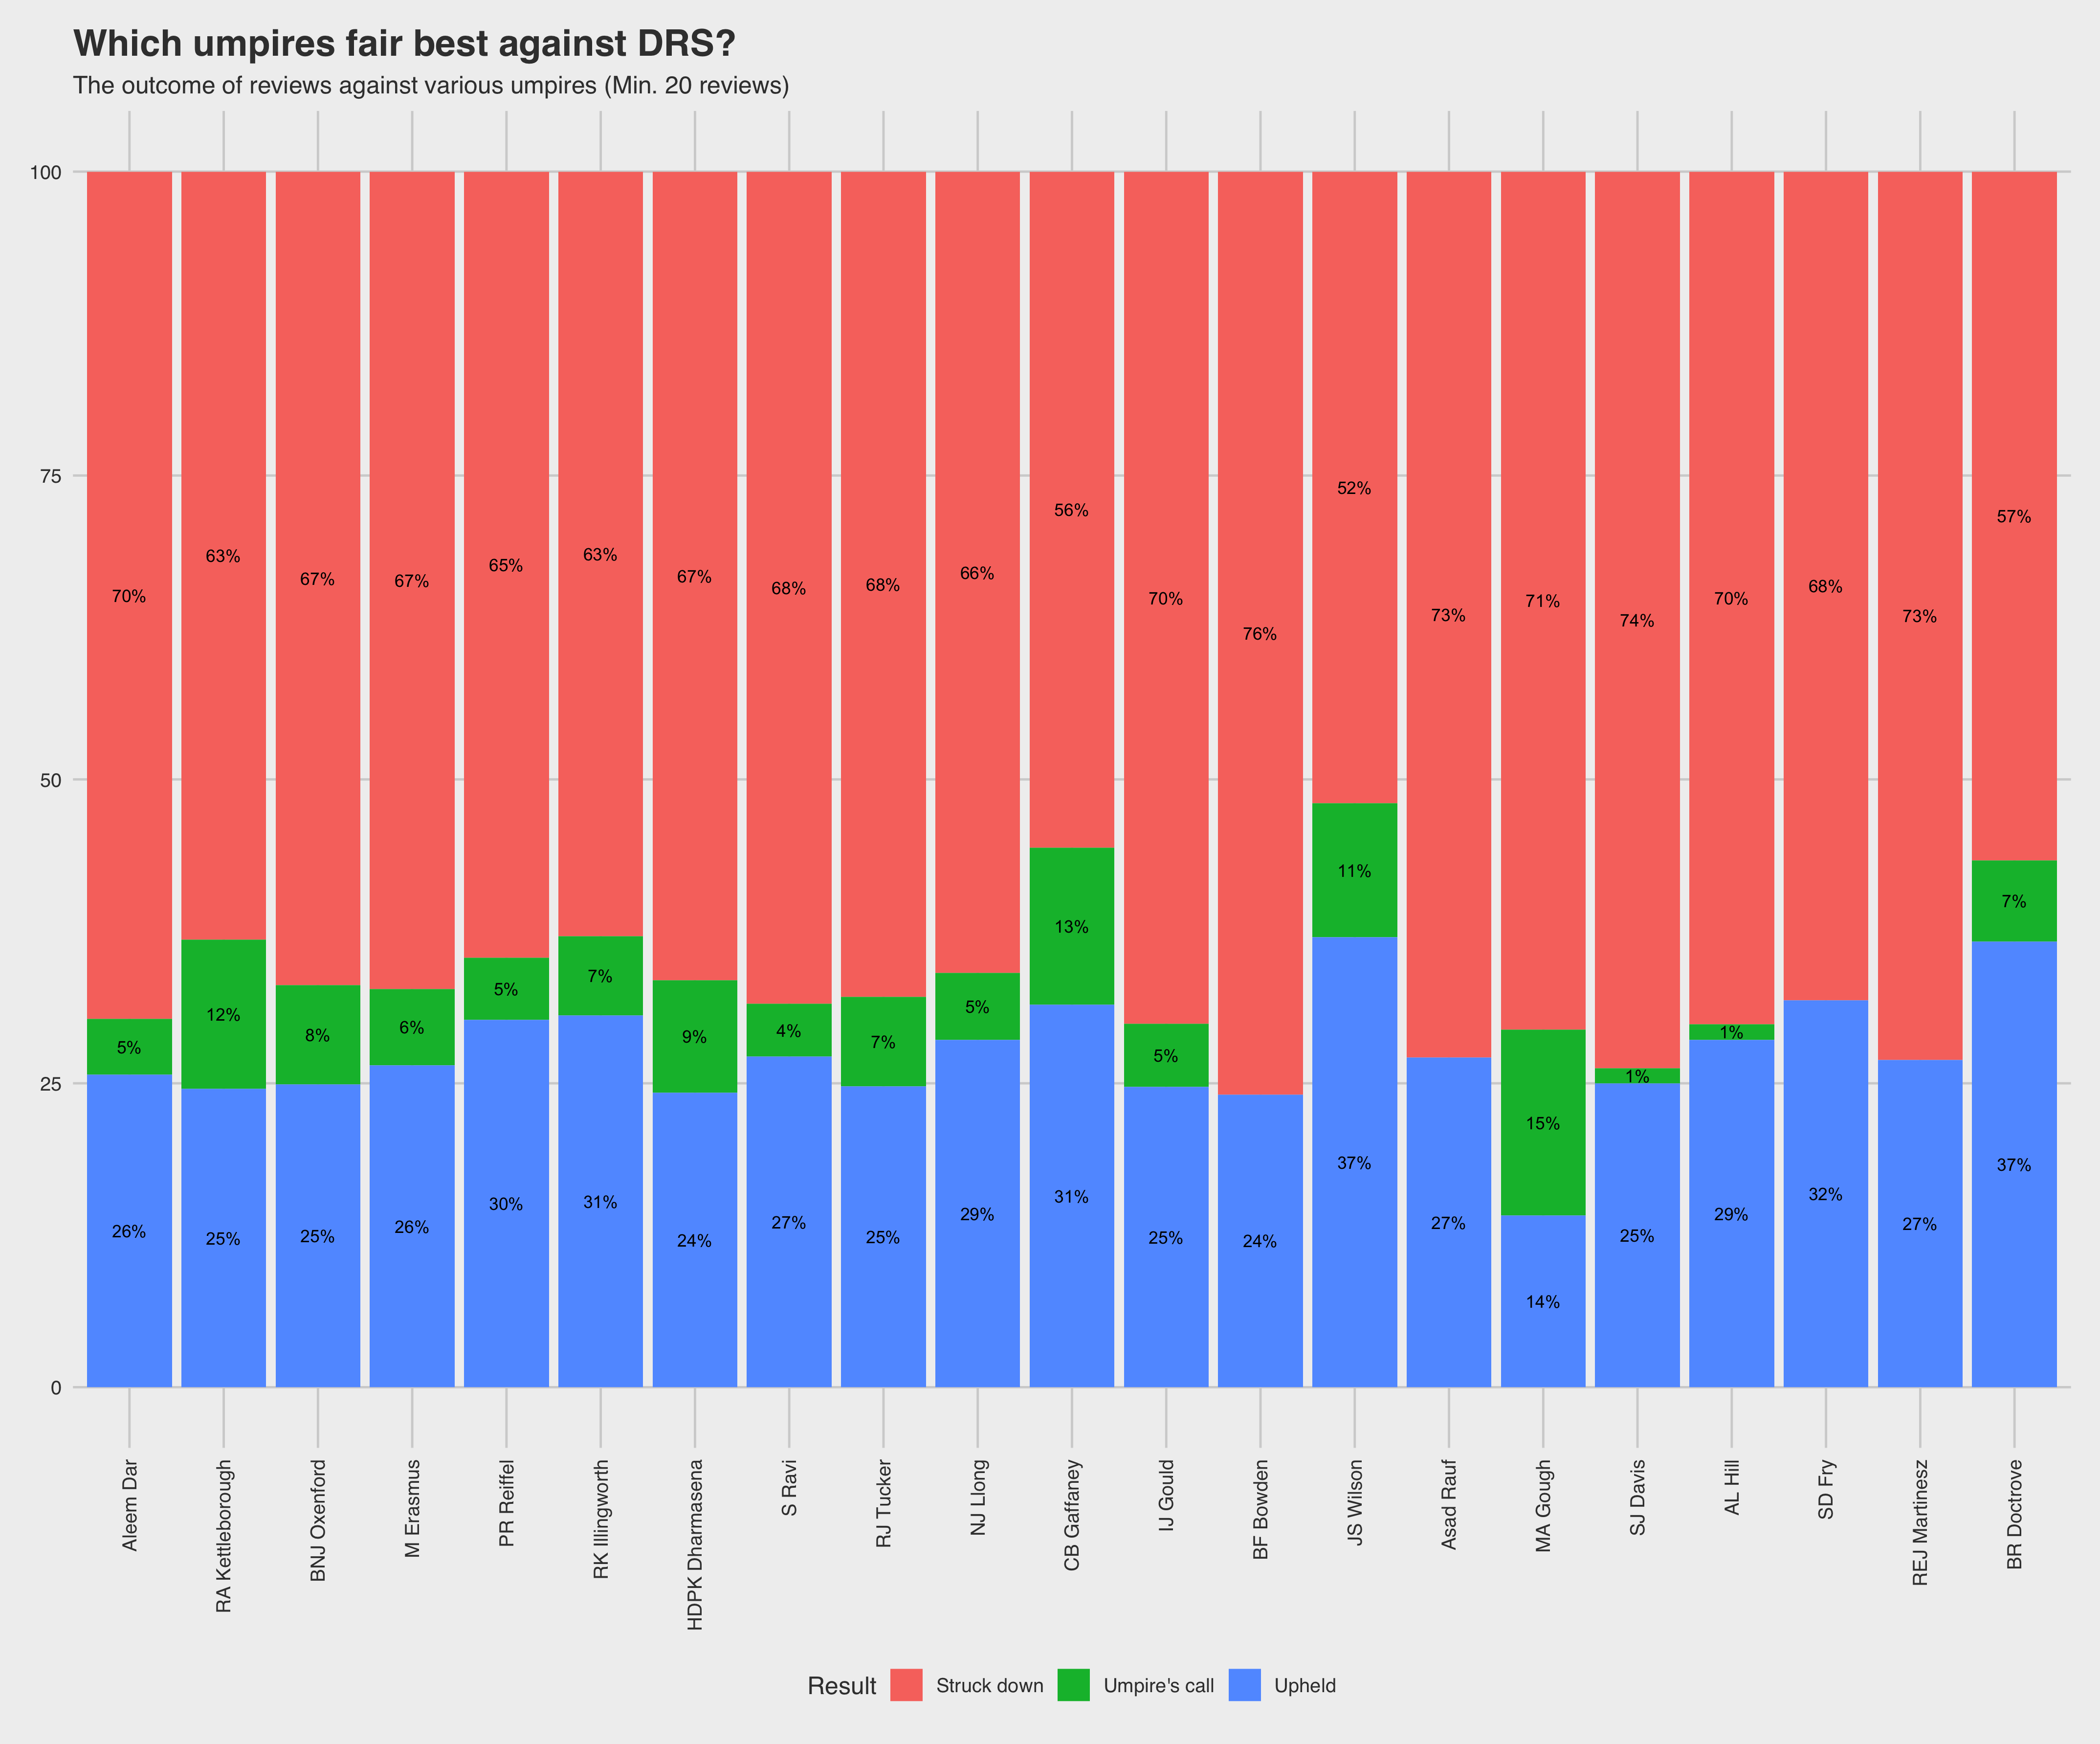 Which umpires fair best against DRS?
The outcome of reviews against various umpires (Min. 20 reviews)
100
75
50
25
0
70% 63% 67% 67% 65% 63% 67% 68% 68% 66% 56% 70% 76% 52% 73% 71% 74% 70% 68% 73% 57%
5% 12% 8% 6% 5% 7% 9% 4% 7% 5% 13% 5% 11% 15% 1% 1% 7%
26% 25% 25% 26% 30% 31% 24% 27% 25% 29% 31% 25% 24% 37% 27% 14% 25% 29% 32% 27% 37%
Aleem Dar
RA Kettleborough
BNJ Oxenford
M Erasmus
PR Reiffel
RK Illingworth
HDPK Dharmasena
S Ravi
RJ Tucker
NJ Llong
CB Gaffaney
IJ Gould
BF Bowden
JS Wilson
Asad Rauf
MA Gough
SJ Davis
AL Hill
SD Fry
REJ Martinesz
BR Doctrove
Result Struck down Umpire's call Upheld